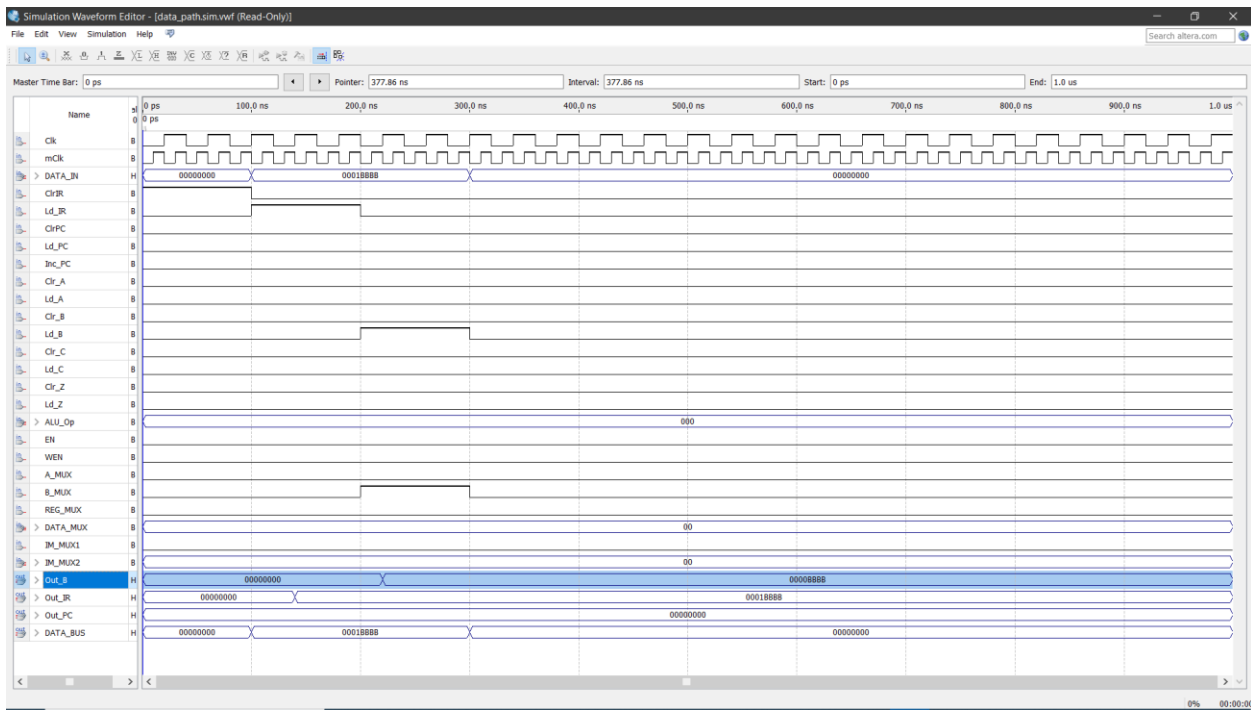 Simulation Waveform Editor - [data_path.sim.vwf (Read-Only)]
File Edit View Simulation Help
Search altera.com
Master Time Bar: 0 ps Pointer: 377.86 ns Interval: 377.86 ns Start: 0 ps End: 1.0 us
Name 0 ps 100.0 ns 200.0 ns 300.0 ns 400.0 ns 500.0 ns 600.0 ns 700.0 ns 800.0 ns 900.0 ns 1.0 us
0 ps
Clk B
mClk B
DATA_IN H 00000000 0001BBBB 00000000
ClrIR B
Ld_IR B
ClrPC B
Ld_PC B
Inc_PC B
Clr_A B
Ld_A B
Clr_B B
Ld_B B
Clr_C B
Ld_C B
Clr_Z B
Ld_Z B
ALU_Op B 000
EN B
WEN B
A_MUX B
B_MUX B
REG_MUX B
DATA_MUX B 00
IM_MUX1 B
IM_MUX2 B 00
Out_B H 00000000 0000BBBB
Out_IR H 00000000 0001BBBB
Out_PC H 00000000
DATA_BUS H 00000000 0001BBBB 00000000
0% 00:00:00